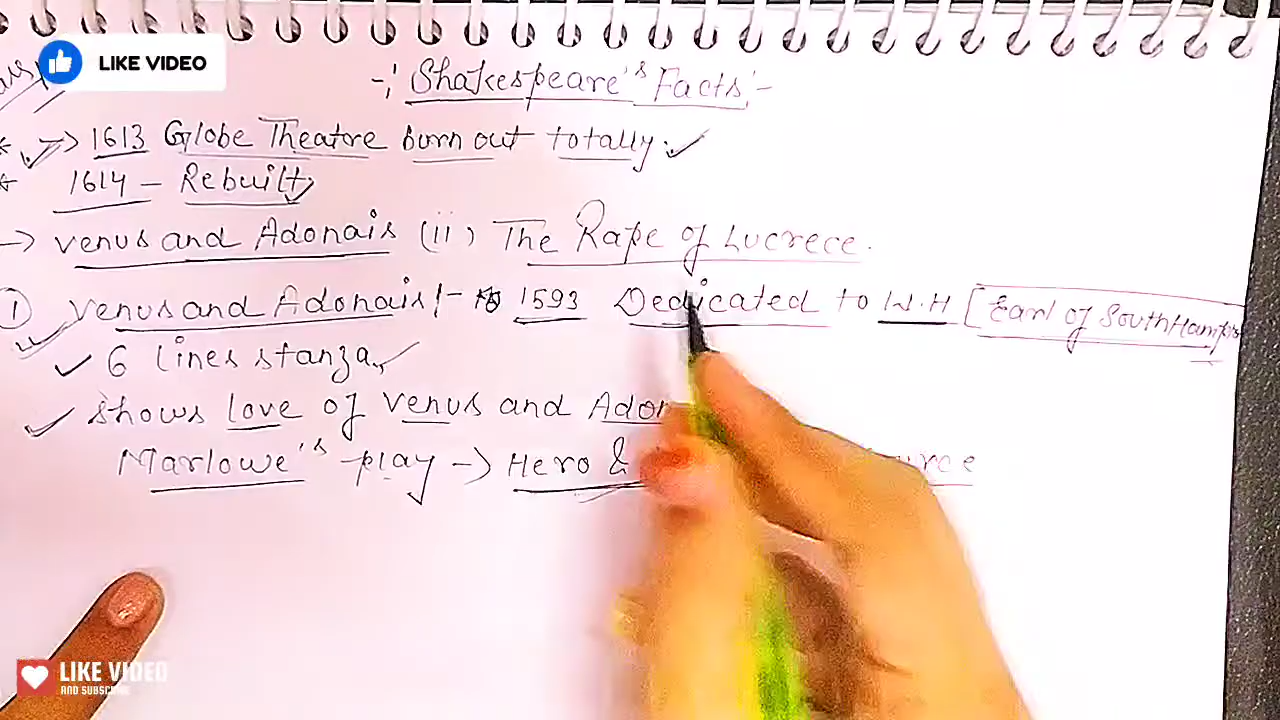 LIKE VIDEO
-: Shakespeare's Facts :-
→ 1613 Globe Theatre burn out totally.
1614 - Rebuilt
→ Venus and Adonais (ii) The Rape of Lucrece.
① Venus and Adonais :- 1593 Dedicated to W.H [Earl of
6 lines stanza
shows love of Venus and
Marlowe's play → Hero &
LIKE VIDEO
AND SUBSCRIBE